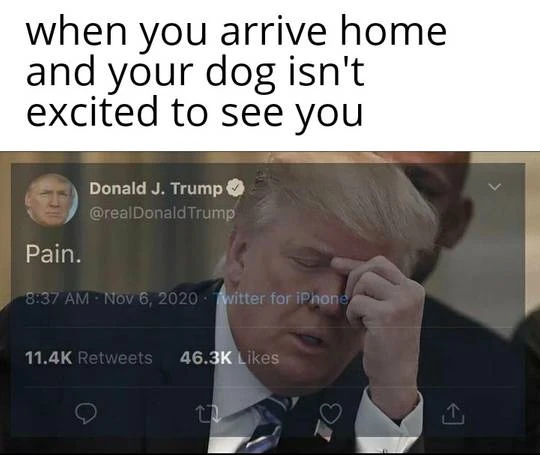 when you arrive home
and your dog isn't
excited to see you
Donald J. Trump
@realDonaldTrump
Pain.
8:37 AM · Nov 6, 2020 · Twitter for iPhone
11.4K Retweets 46.3K Likes